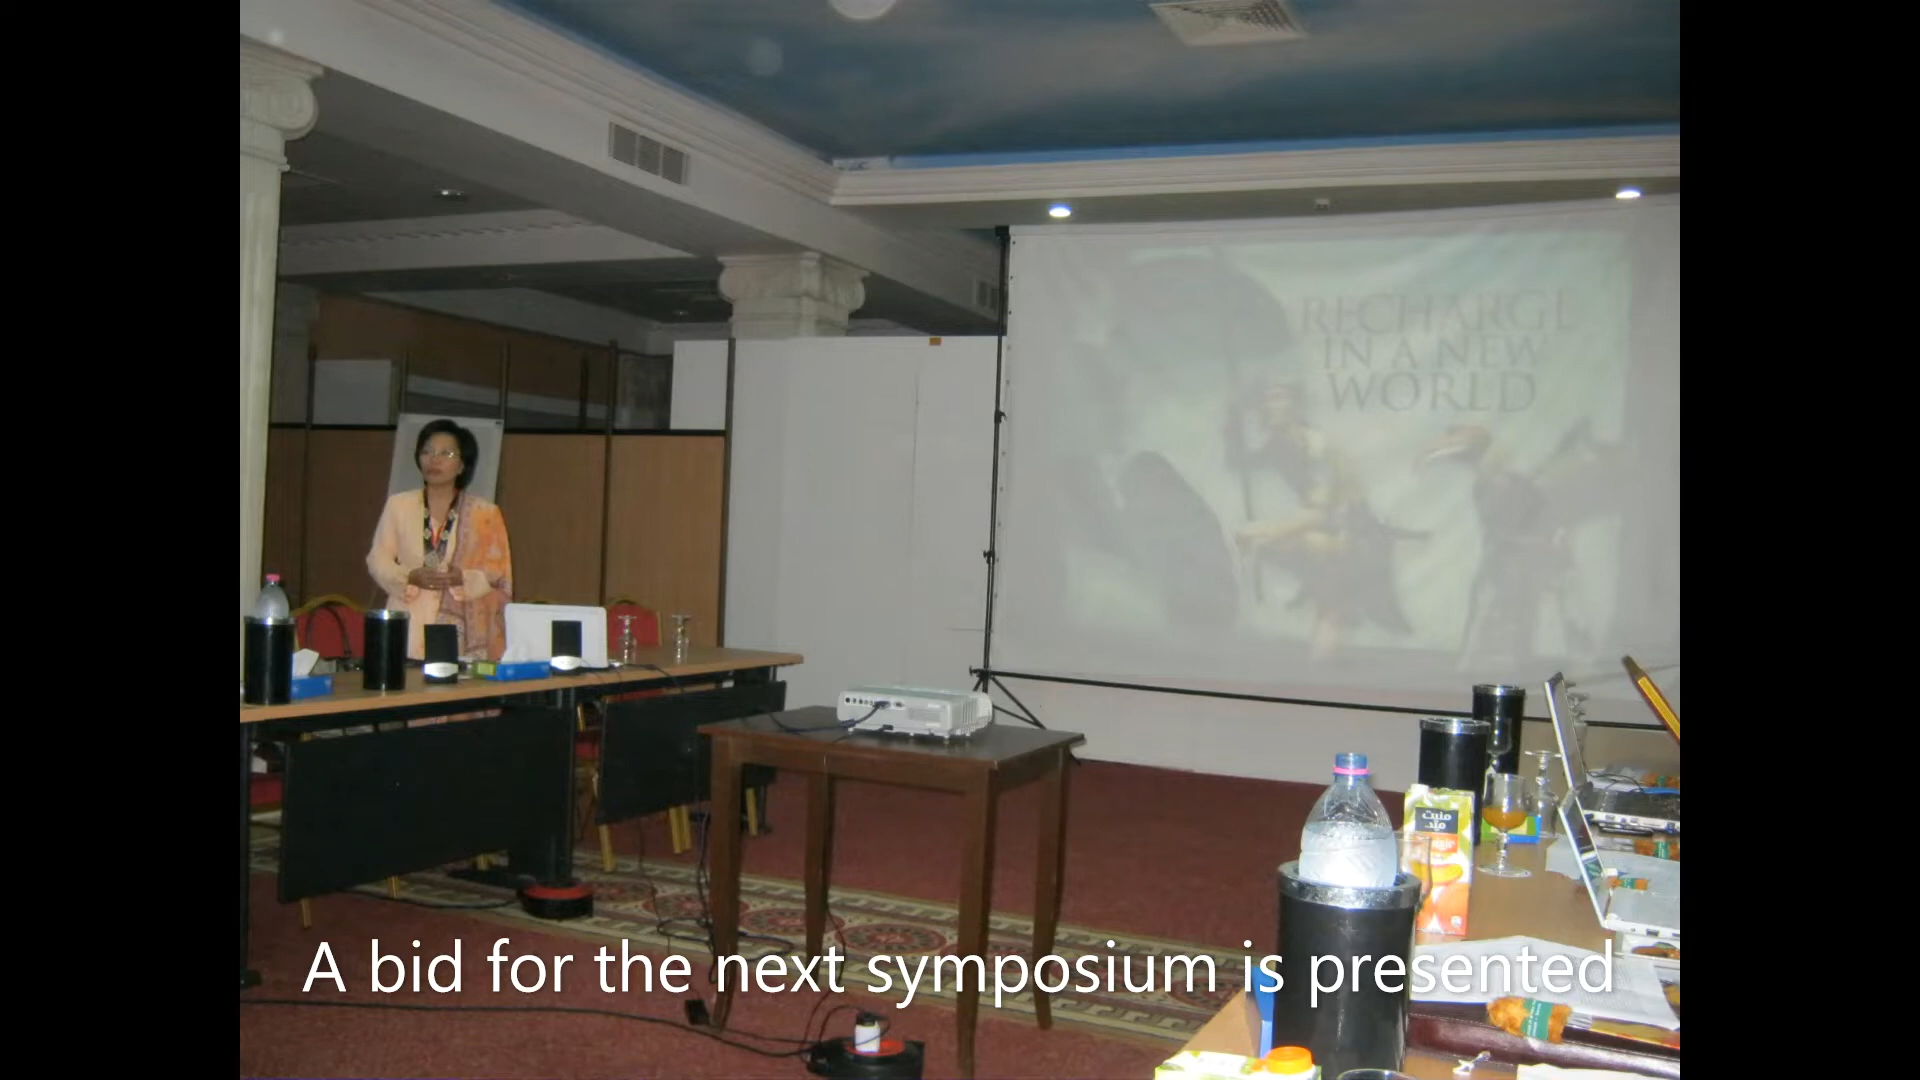 RECHARGE
IN A NEW
WORLD
A bid for the next symposium is presented